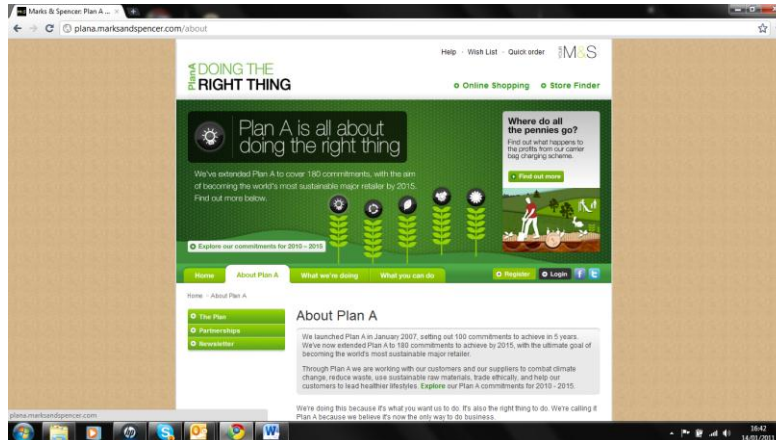 Marks & Spencer: Plan A ...
plana.marksandspencer.com/about
Help · Wish List · Quick order
YOUR M&S
Plan A DOING THE
RIGHT THING
Online Shopping
Store Finder
Plan A is all about
doing the right thing
We've extended Plan A to cover 180 commitments, with the aim
of becoming the world's most sustainable major retailer by 2015.
Find out more below.
Explore our commitments for 2010 - 2015
Where do all
the pennies go?
Find out what happens to
the profits from our carrier
bag charging scheme.
Find out more
Home
About Plan A
What we're doing
What you can do
Register
Login
Home > About Plan A
The Plan
Partnerships
Newsletter
About Plan A
We launched Plan A in January 2007, setting out 100 commitments to achieve in 5 years.
We've now extended Plan A to 180 commitments to achieve by 2015, with the ultimate goal of
becoming the world's most sustainable major retailer.
Through Plan A we are working with our customers and our suppliers to combat climate
change, reduce waste, use sustainable raw materials, trade ethically, and help our
customers to lead healthier lifestyles. Explore our Plan A commitments for 2010 - 2015.
We're doing this because it's what you want us to do. It's also the right thing to do. We're calling it
Plan A because we believe it's now the only way to do business.
plana.marksandspencer.com
16:42
14/01/2011